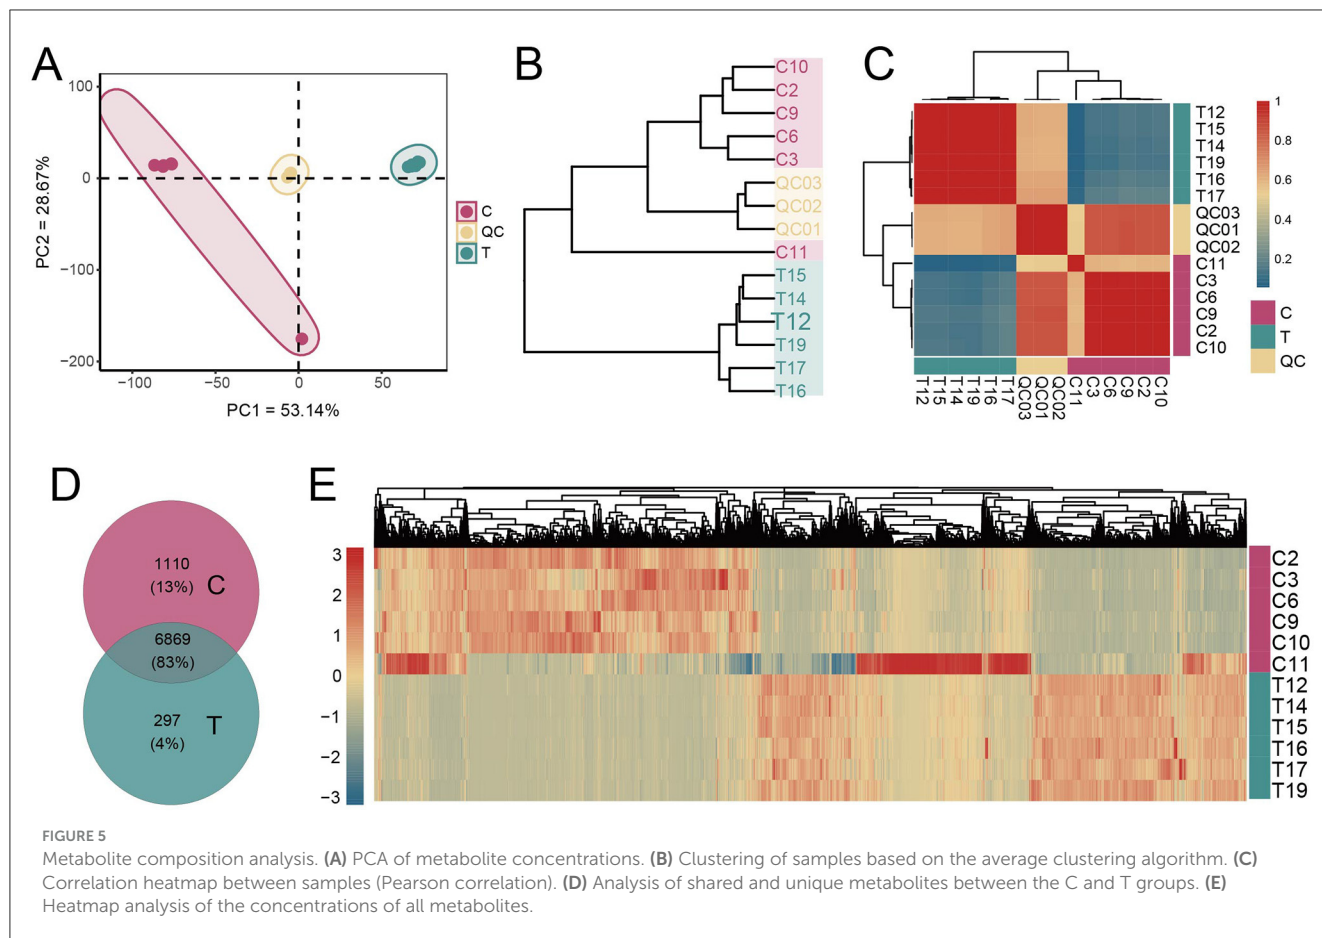 A
100
0
−100
−200
PC2 = 28.67%
−100
−50
0
50
PC1 = 53.14%
C
QC
T
B
C10
C2
C9
C6
C3
QC03
QC02
QC01
C11
T15
T14
T12
T19
T17
T16
C
T12
T15
T14
T19
T16
T17
QC03
QC01
QC02
C11
C3
C6
C9
C2
C10
T12
T15
T14
T19
T16
T17
QC03
QC01
QC02
C11
C3
C6
C9
C2
C10
1
0.8
0.6
0.4
0.2
C
T
QC
D
1110
(13%)
C
6869
(83%)
297
(4%)
T
E
3
2
1
0
−1
−2
−3
C2
C3
C6
C9
C10
C11
T12
T14
T15
T16
T17
T19
FIGURE 5
Metabolite composition analysis. (A) PCA of metabolite concentrations. (B) Clustering of samples based on the average clustering algorithm. (C)
Correlation heatmap between samples (Pearson correlation). (D) Analysis of shared and unique metabolites between the C and T groups. (E)
Heatmap analysis of the concentrations of all metabolites.